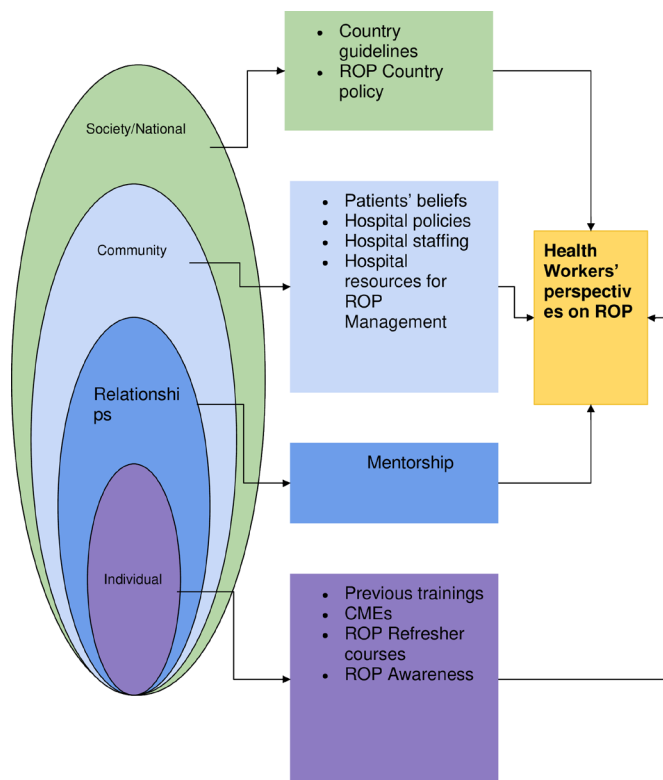 Society/National
Community
Relationshi
ps
Individual
• Country
guidelines
• ROP Country
policy
• Patients' beliefs
• Hospital policies
• Hospital staffing
• Hospital
resources for
ROP
Management
Mentorship
• Previous trainings
• CMEs
• ROP Refresher
courses
• ROP Awareness
Health
Workers'
perspectiv
es on ROP